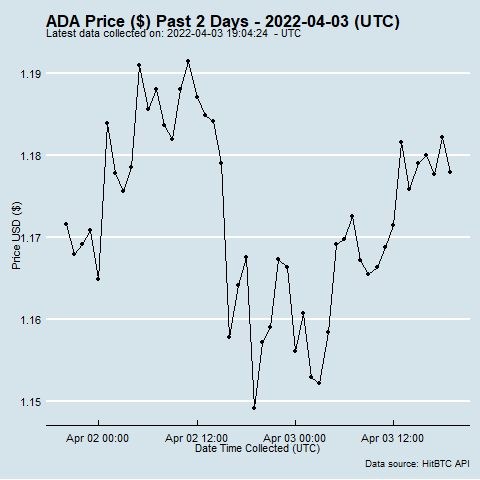 ADA Price ($) Past 2 Days - 2022-04-03 (UTC)
Latest data collected on: 2022-04-03 19:04:24 - UTC
1.19
1.18
1.17
1.16
1.15
Price USD ($)
Apr 02 00:00
Apr 02 12:00
Apr 03 00:00
Apr 03 12:00
Date Time Collected (UTC)
Data source: HitBTC API